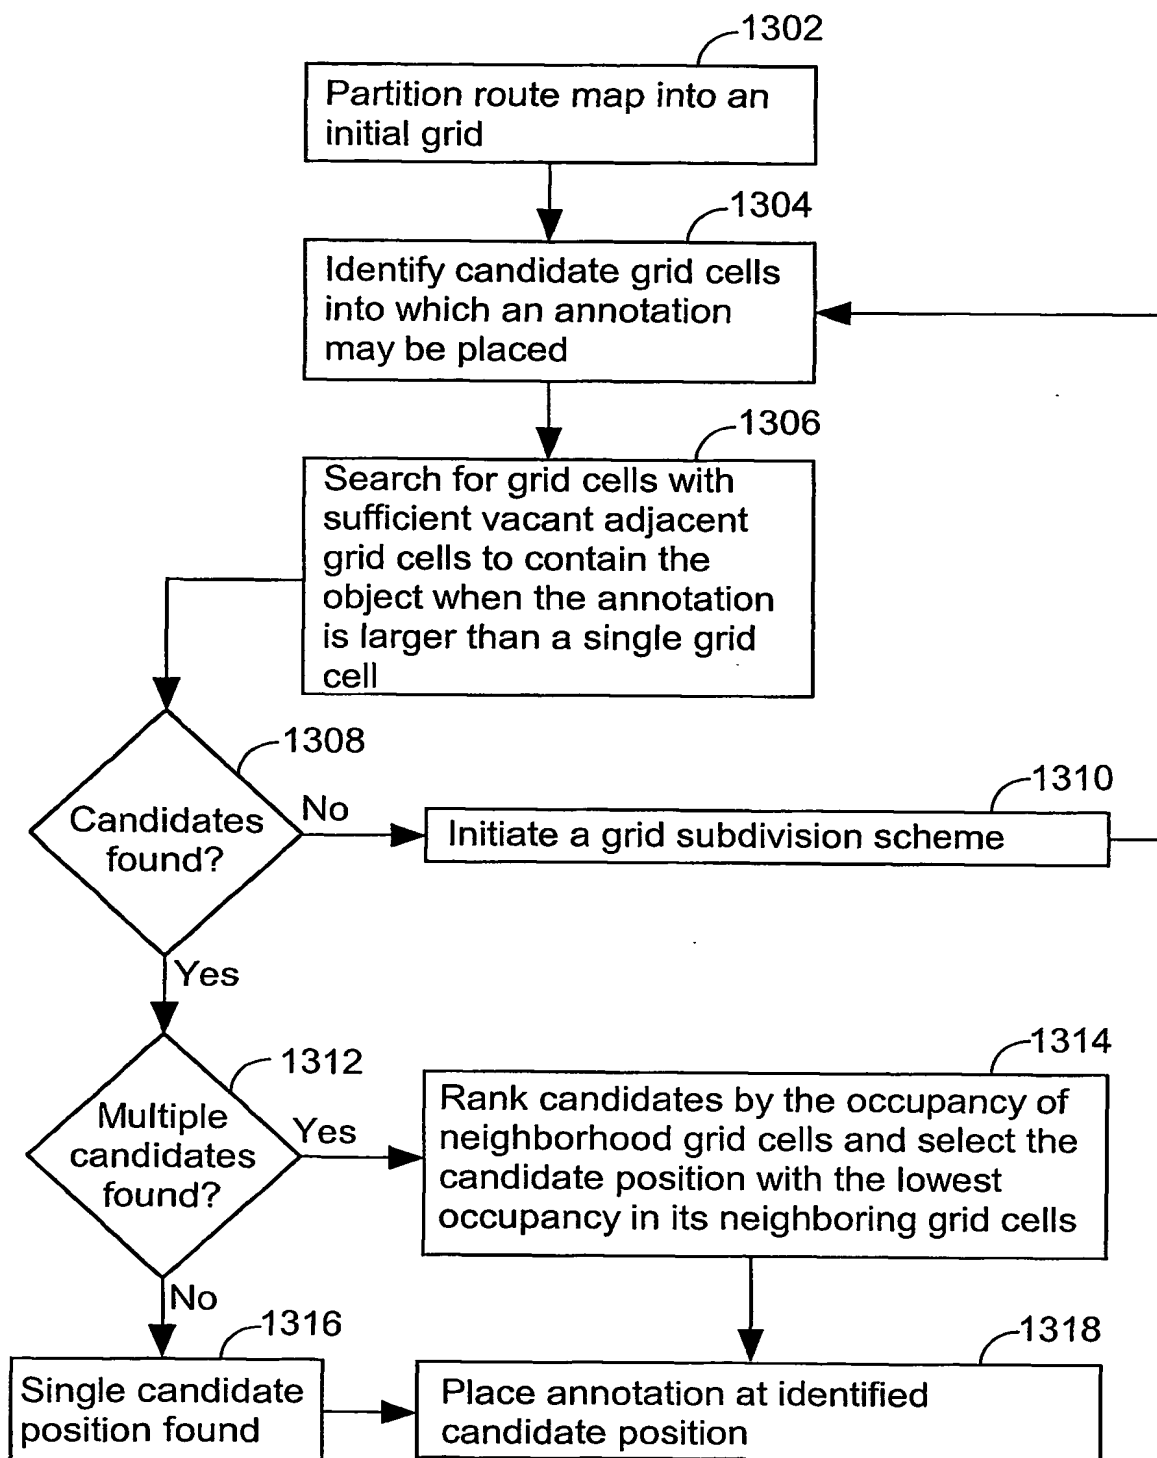 1302
Partition route map into an
initial grid
1304
Identify candidate grid cells
into which an annotation
may be placed
1306
Search for grid cells with
sufficient vacant adjacent
grid cells to contain the
object when the annotation
is larger than a single grid
cell
1308
Candidates
found?
No
1310
Initiate a grid subdivision scheme
Yes
1312
Multiple
candidates
found?
Yes
1314
Rank candidates by the occupancy of
neighborhood grid cells and select the
candidate position with the lowest
occupancy in its neighboring grid cells
No
1316
Single candidate
position found
1318
Place annotation at identified
candidate position